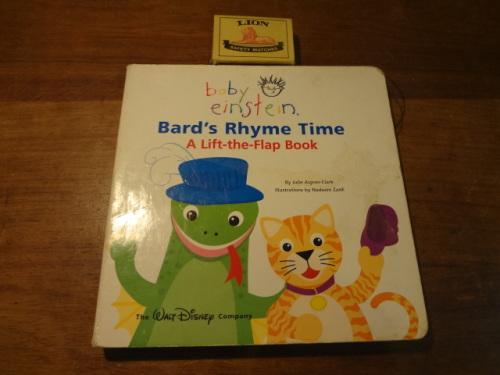 LION
SAFETY MATCHES
baby
einstein
Bard's Rhyme Time
A Lift-the-Flap Book
By Julie Aigner-Clark
Illustrations by Nadeem Zaidi
The WALT DISNEY Company